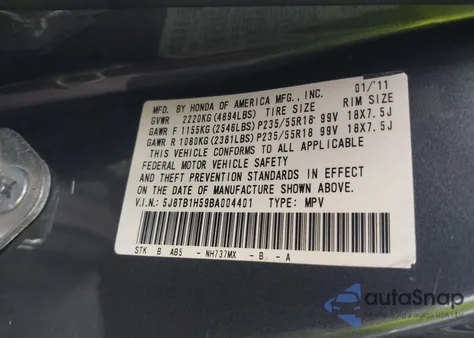 MFD. BY HONDA OF AMERICA MFG., INC. 01/'11
GVWR 2220KG (4894LBS) TIRE SIZE RIM SIZE
GAWR F 1155KG (2546LBS) P235/55R18 99V 18X7.5J
GAWR R 1080KG (2381LBS) P235/55R18 99V 18X7.5J
THIS VEHICLE CONFORMS TO ALL APPLICABLE
FEDERAL MOTOR VEHICLE SAFETY
AND THEFT PREVENTION STANDARDS IN EFFECT
ON THE DATE OF MANUFACTURE SHOWN ABOVE.
V.I.N.: 5J8TB1H59BA004401 TYPE: MPV
STK B AB5 - NH737MX - B - A
autoSnap